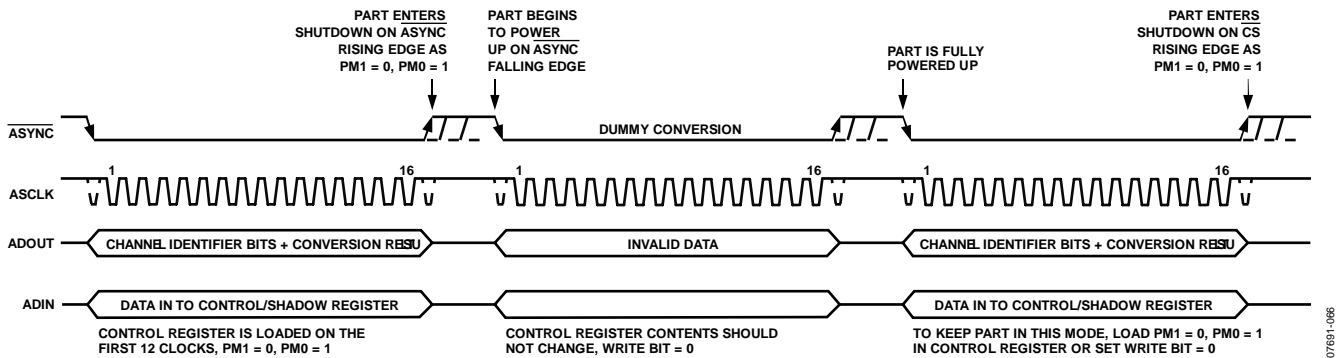 PART ENTERS
SHUTDOWN ON ASYNC
RISING EDGE AS
PM1 = 0, PM0 = 1
PART BEGINS
TO POWER
UP ON ASYNC
FALLING EDGE
PART IS FULLY
POWERED UP
PART ENTERS
SHUTDOWN ON CS
RISING EDGE AS
PM1 = 0, PM0 = 1
ASYNC
DUMMY CONVERSION
ASCLK
1 16 1 16 1 16
ADOUT
CHANNEL IDENTIFIER BITS + CONVERSION RESULT
INVALID DATA
CHANNEL IDENTIFIER BITS + CONVERSION RESULT
ADIN
DATA IN TO CONTROL/SHADOW REGISTER
DATA IN TO CONTROL/SHADOW REGISTER
CONTROL REGISTER IS LOADED ON THE
FIRST 12 CLOCKS, PM1 = 0, PM0 = 1
CONTROL REGISTER CONTENTS SHOULD
NOT CHANGE, WRITE BIT = 0
TO KEEP PART IN THIS MODE, LOAD PM1 = 0, PM0 = 1
IN CONTROL REGISTER OR SET WRITE BIT = 0
07691-066